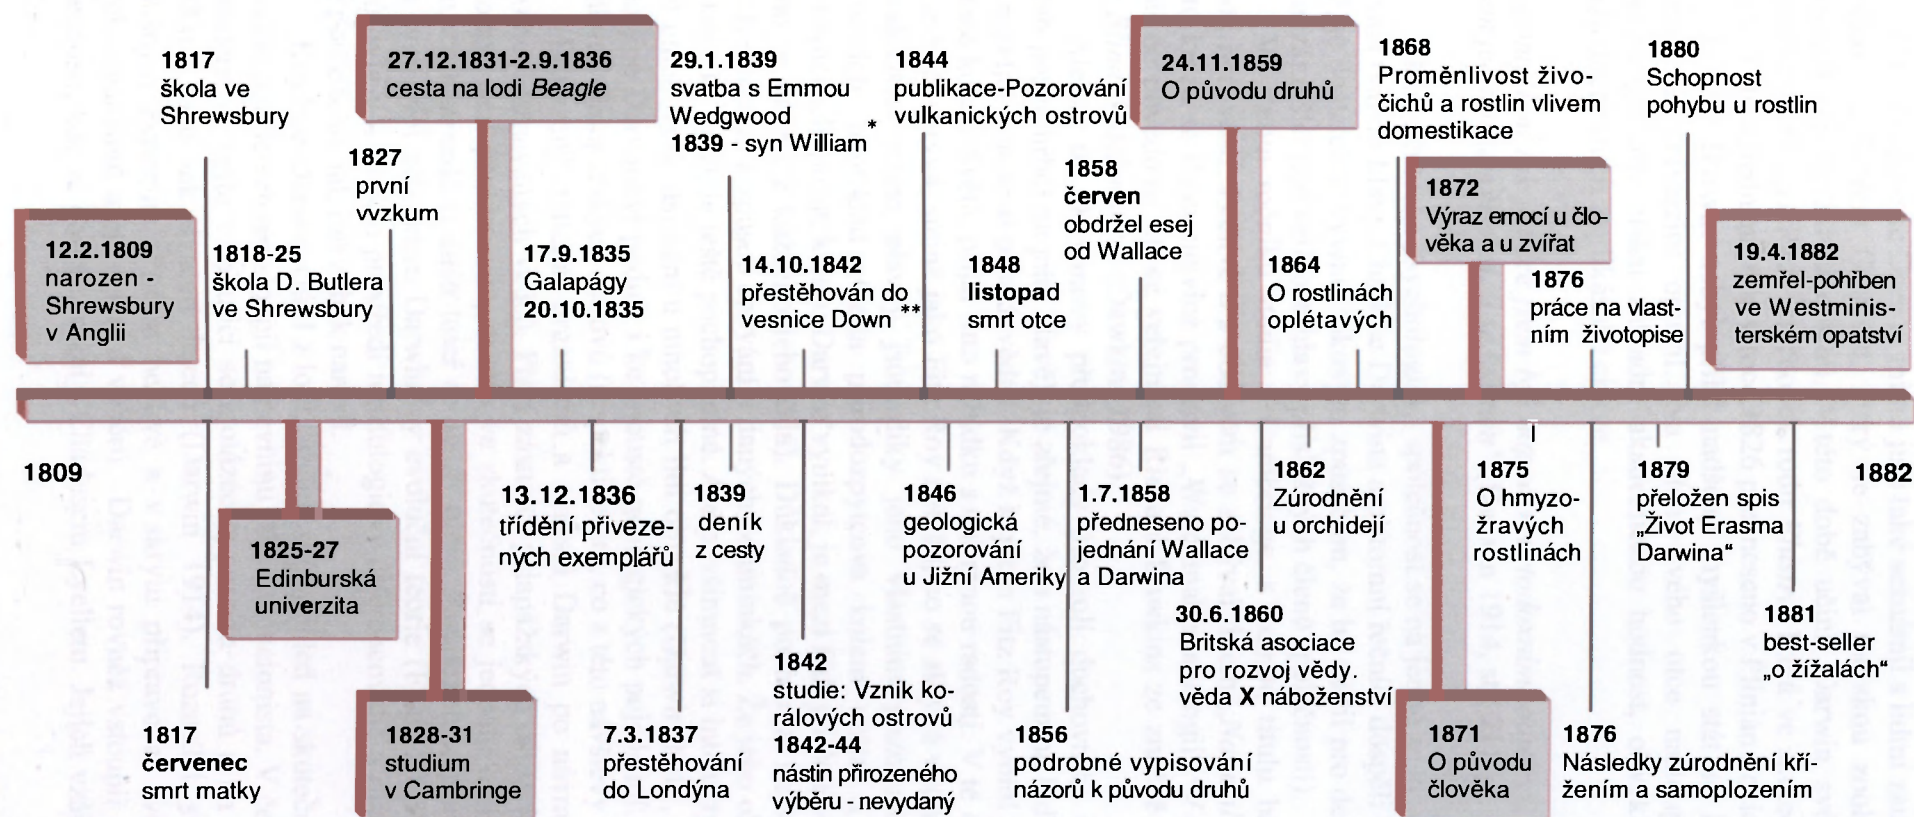 1817
škola ve
Shrewsbury
27.12.1831-2.9.1836
cesta na lodi Beagle
29.1.1839
svatba s Emmou
Wedgwood
1839 - syn William*
1844
publikace-Pozorování
vulkanických ostrovů
24.11.1859
O původu druhů
1868
Proměnlivost živo-
čichů a rostlin vlivem
domestikace
1880
Schopnost
pohybu u rostlin
1827
první
vvzkum
1858
červen
obdržel esej
od Wallace
1872
Výraz emocí u člo-
věka a u zvířat
12.2.1809
narozen -
Shrewsbury
v Anglii
1818-25
škola D. Butlera
ve Shrewsbury
17.9.1835
Galapágy
20.10.1835
14.10.1842
přestěhován do
vesnice Down **
1848
listopad
smrt otce
1864
O rostlinách
oplétavých
1876
práce na vlast-
ním životopise
19.4.1882
zemřel-pohřben
ve Westminis-
terském opatství
1809
1882
1825-27
Edinburská
univerzita
13.12.1836
třídění přiveze-
ných exemplářů
1839
deník
z cesty
1846
geologická
pozorování
u Jižní Ameriky
1.7.1858
předneseno po-
jednání Wallace
a Darwina
1862
Zúrodnění
u orchidejí
1875
O hmyzo-
žravých
rostlinách
1879
přeložen spis
„Život Erasma
Darwina“
1817
červenec
smrt matky
1828-31
studium
v Cambringe
7.3.1837
přestěhování
do Londýna
1842
studie: Vznik ko-
rálových ostrovů
1842-44
nástin přirozeného
výběru - nevydaný
1856
podrobné vypisování
názorů k původu druhů
30.6.1860
Britská asociace
pro rozvoj vědy.
věda X náboženství
1871
O původu
člověka
1876
Následky zúrodnění kří-
žením a samoplozením
1881
best-seller
„o žížalách“